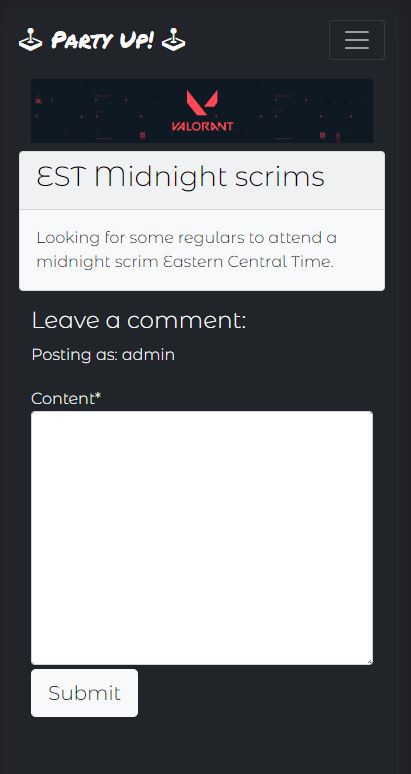 🕹 Party Up! 🕹
VALORANT
EST Midnight scrims
Looking for some regulars to attend a
midnight scrim Eastern Central Time.
Leave a comment:
Posting as: admin
Content*
Submit